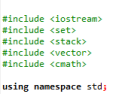 #include <iostream>
#include <set>
#include <stack>
#include <vector>
#include <cmath>
using namespace std;